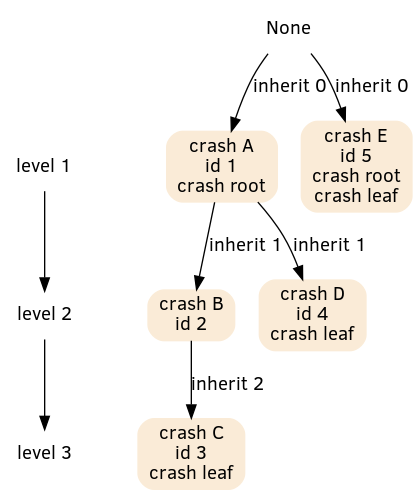 None
inherit 0
inherit 0
crash A
id 1
crash root
crash E
id 5
crash root
crash leaf
level 1
inherit 1
inherit 1
crash B
id 2
crash D
id 4
crash leaf
level 2
inherit 2
crash C
id 3
crash leaf
level 3